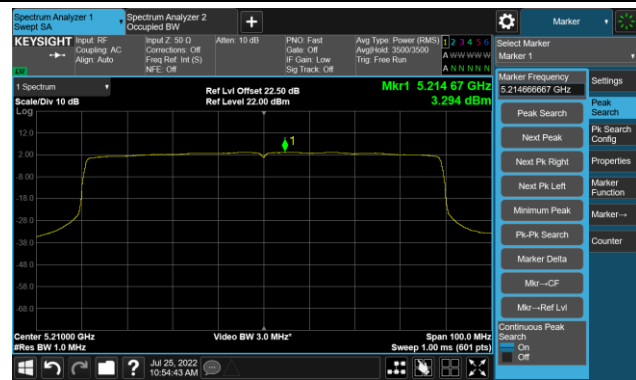 Spectrum Analyzer 1
Swept SA
Spectrum Analyzer 2
Occupied BW
+
Marker
KEYSIGHT
Input: RF
Coupling: AC
Align: Auto
Input Z: 50 Ω
Corrections: Off
Freq Ref: Int (S)
NFE: Off
Atten: 10 dB
PNO: Fast
Gate: Off
IF Gain: Low
Sig Track: Off
Avg Type: Power (RMS)
Avg|Hold: 3500/3500
Trig: Free Run
1 2 3 4 5 6
A W W W W W
A N N N N N
LW
Select Marker
Marker 1
1 Spectrum
Scale/Div 10 dB
Log
Ref Lvl Offset 22.50 dB
Ref Level 22.00 dBm
Mkr1 5.214 67 GHz
3.294 dBm
Marker Frequency
5.214666667 GHz
Settings
Peak Search
Next Peak
Next Pk Right
Next Pk Left
Minimum Peak
Pk-Pk Search
Marker Delta
Mkr→CF
Mkr→Ref Lvl
Continuous Peak
Search
On
Off
Peak
Search
Pk Search
Config
Properties
Marker
Function
Marker→
Counter
12.0
2.00
-8.00
-18.0
-28.0
-38.0
-48.0
-58.0
-68.0
1
Center 5.21000 GHz
#Res BW 1.0 MHz
Video BW 3.0 MHz*
Span 100.0 MHz
Sweep 1.00 ms (601 pts)
?
Jul 25, 2022
10:54:43 AM